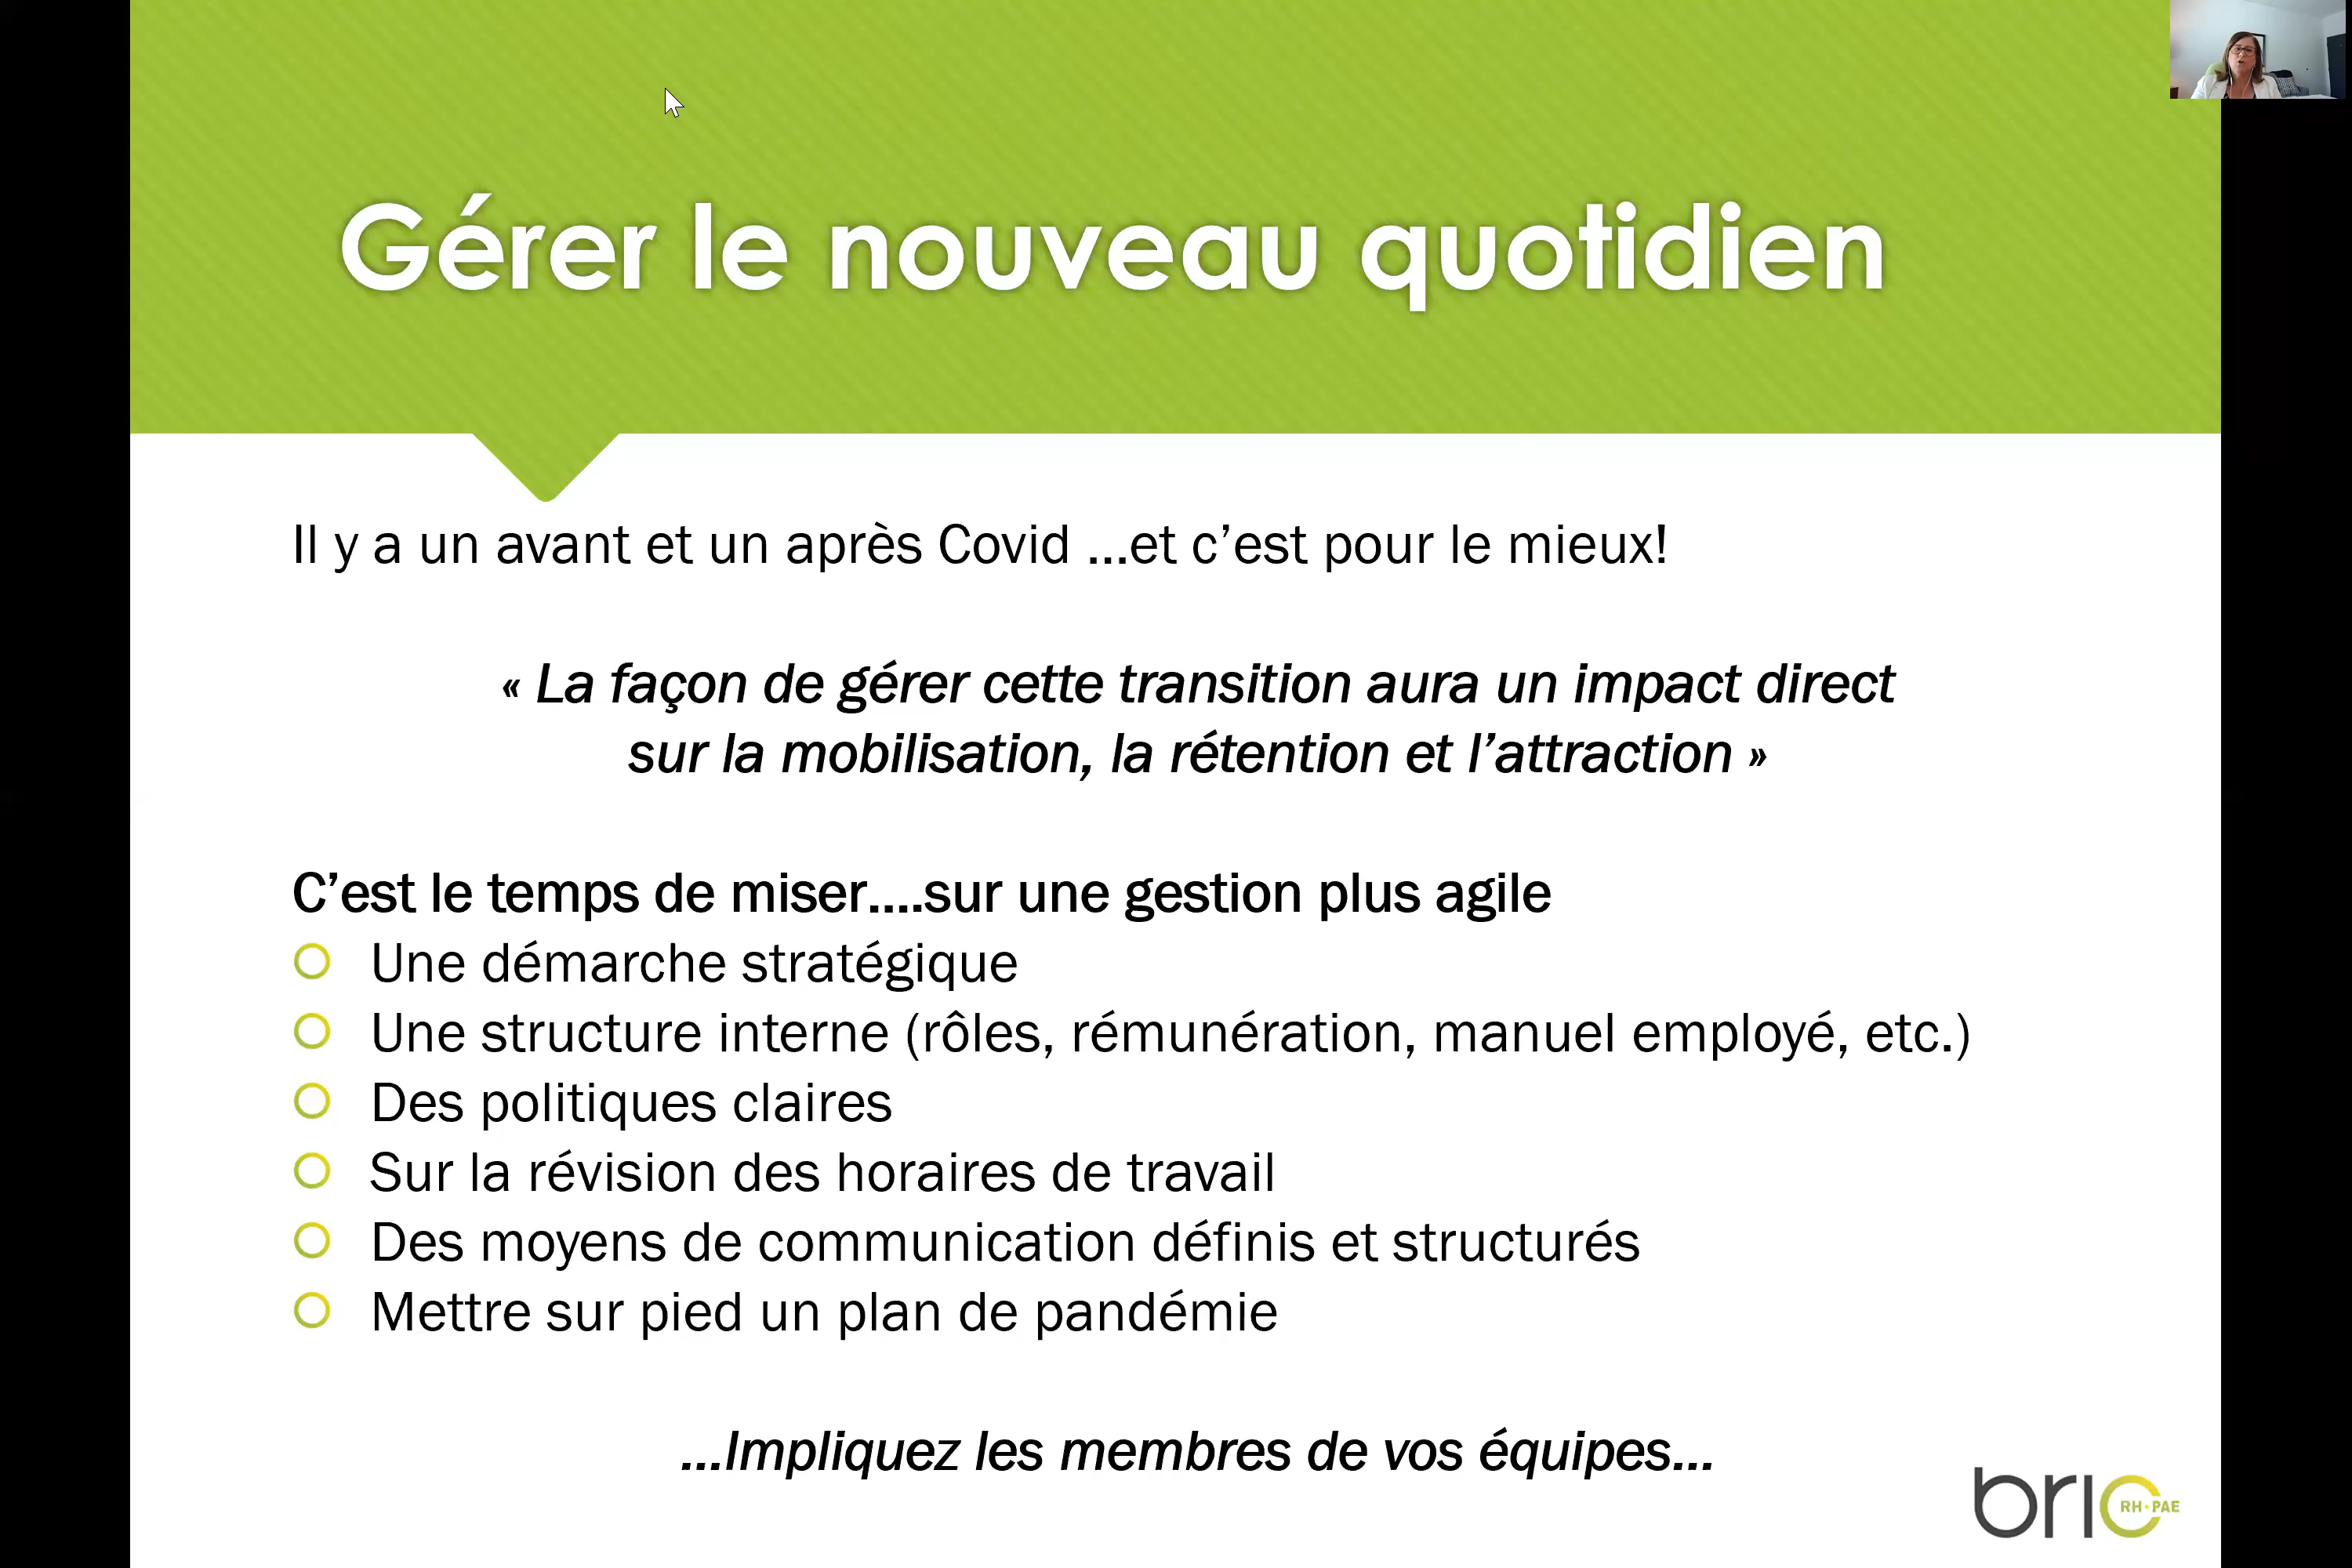 Gérer le nouveau quotidien
Il y a un avant et un après Covid ...et c’est pour le mieux!
« La façon de gérer cette transition aura un impact direct
sur la mobilisation, la rétention et l’attraction »
C’est le temps de miser....sur une gestion plus agile
Une démarche stratégique
Une structure interne (rôles, rémunération, manuel employé, etc.)
Des politiques claires
Sur la révision des horaires de travail
Des moyens de communication définis et structurés
Mettre sur pied un plan de pandémie
...Impliquez les membres de vos équipes...
bric RH·PAE